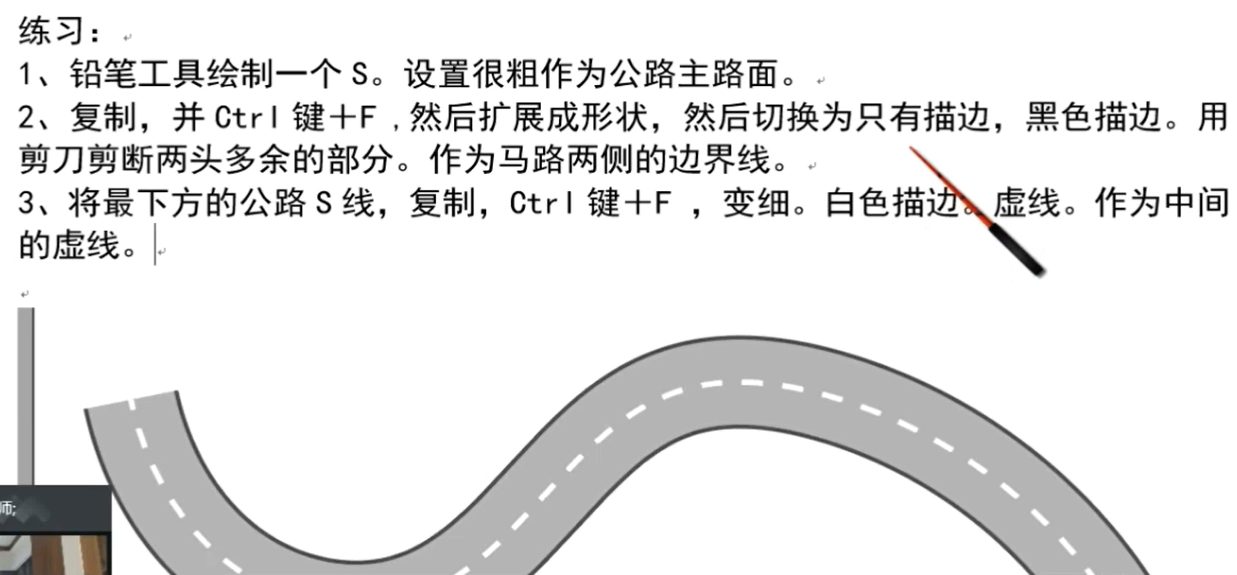 练习：
1、铅笔工具绘制一个 S。设置很粗作为公路主路面。
2、复制，并 Ctrl 键＋F ,然后扩展成形状，然后切换为只有描边，黑色描边。用
剪刀剪断两头多余的部分。作为马路两侧的边界线。
3、将最下方的公路 S 线，复制，Ctrl 键＋F ，变细。白色描边。虚线。作为中间
的虚线。
师;